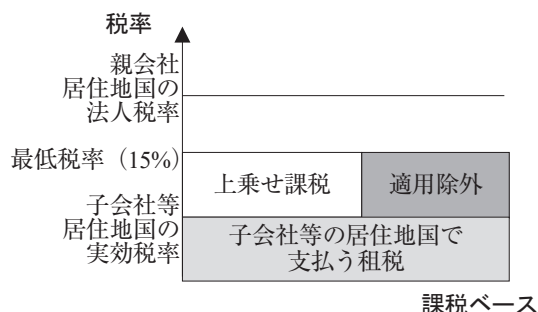 税率
親会社
居住地国の
法人税率
最低税率（15%）
上乗せ課税
適用除外
子会社等
居住地国の
実効税率
子会社等の居住地国で
支払う租税
課税ベース